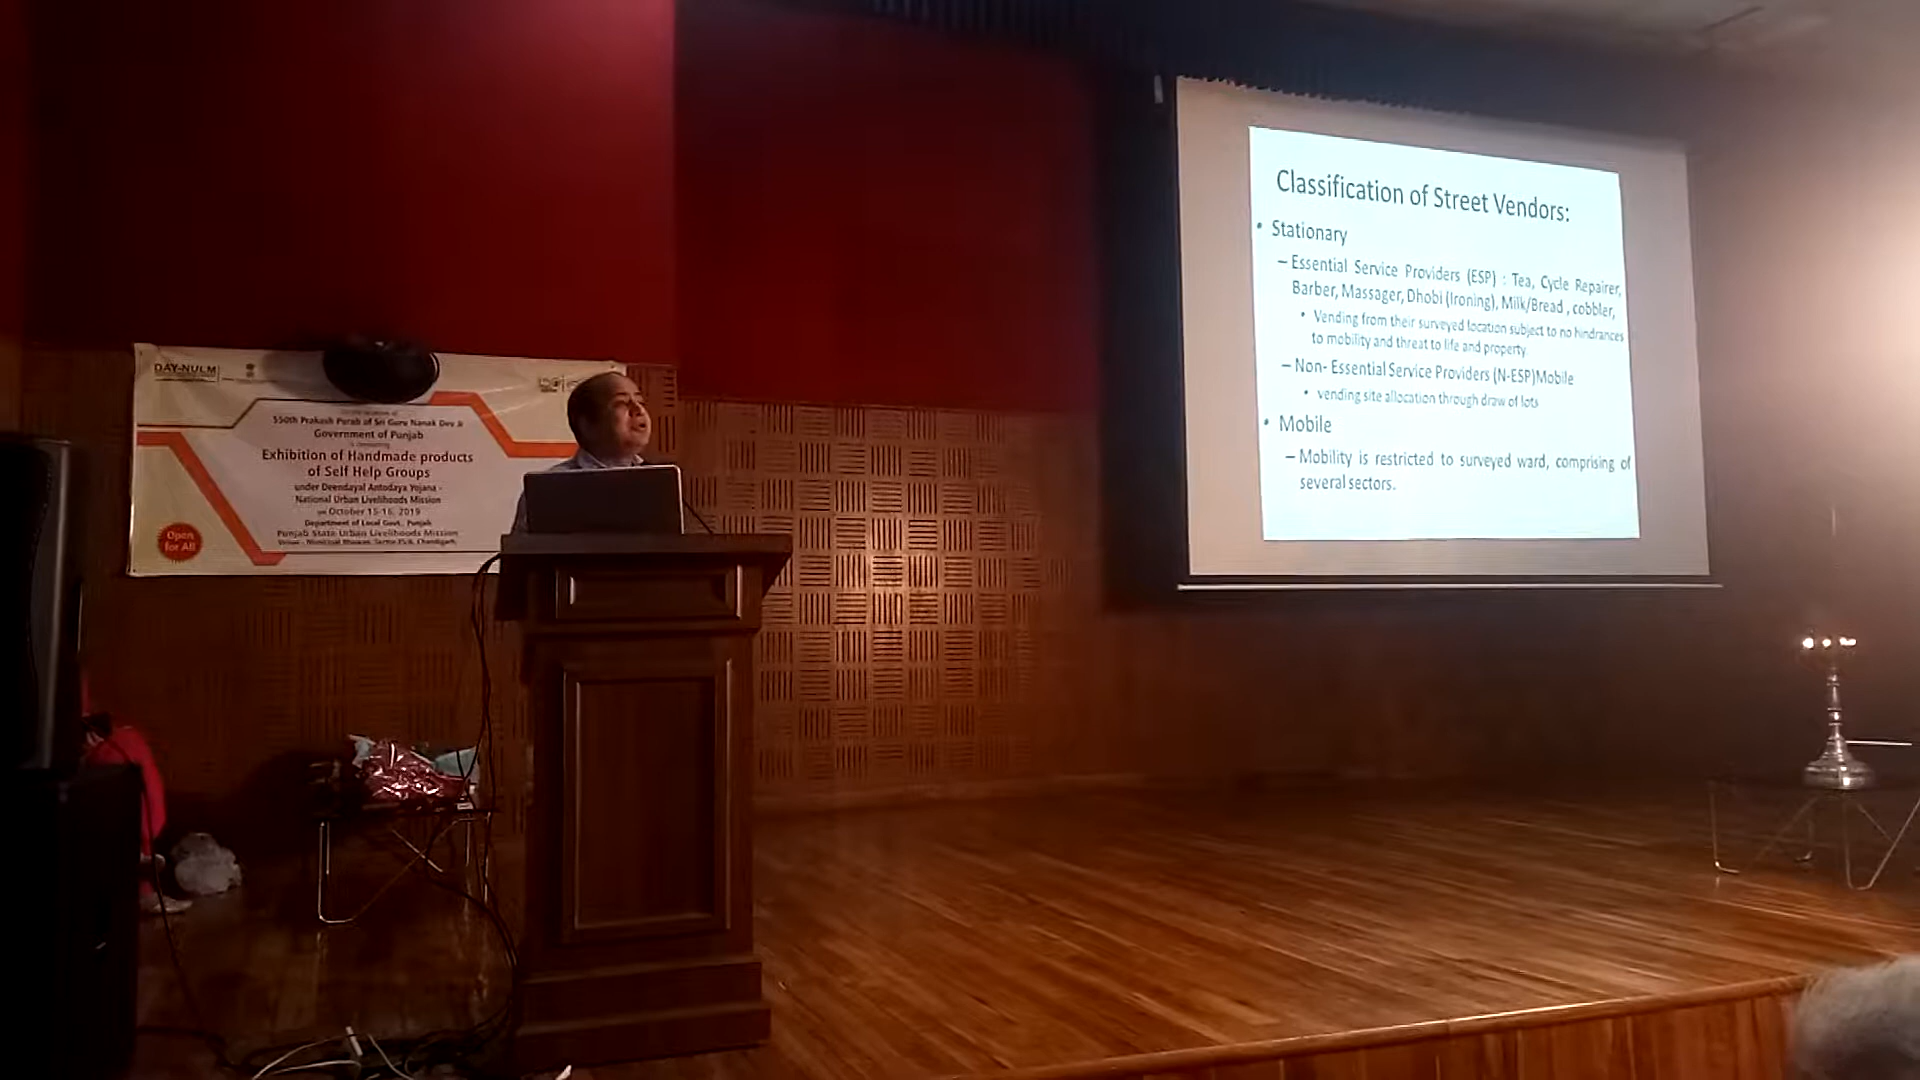 DAY-NULM
550th Prakash Purab of Sri Guru Nanak Dev Ji
Government of Punjab
Exhibition of Handmade products
of Self Help Groups
under Deendayal Antodaya Yojana -
National Urban Livelihoods Mission
on October 15-16, 2019
Department of Local Govt., Punjab
Punjab State Urban Livelihoods Mission
Venue - Municipal Bhawan, Sector Chandigarh
Open
for All
Classification of Street Vendors:
• Stationary
– Essential Service Providers (ESP) : Tea, Cycle Repairer,
Barber, Massager, Dhobi (Ironing), Milk/Bread , cobbler,
• Vending from their surveyed location subject to no hindrances
to mobility and threat to life and property
– Non- Essential Service Providers (N-ESP)Mobile
• vending site allocation through draw of lots
• Mobile
– Mobility is restricted to surveyed ward, comprising of
several sectors.